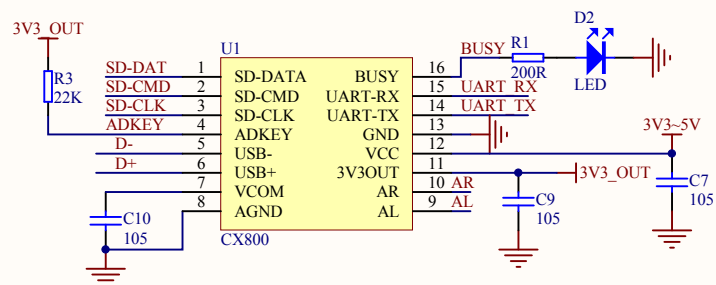 3V3_OUT
U1
D2
BUSY
R1
200R
LED
R3
22K
SD-DAT
1
SD-DATA
BUSY
16
SD-CMD
2
SD-CMD
UART-RX
15
UART_RX
SD-CLK
3
SD-CLK
UART-TX
14
UART_TX
ADKEY
4
ADKEY
GND
13
3V3~5V
D-
5
USB-
VCC
12
D+
6
USB+
3V3OUT
11
3V3_OUT
7
VCOM
AR
10
AR
8
AGND
AL
9
AL
C10
105
C9
105
C7
105
CX800